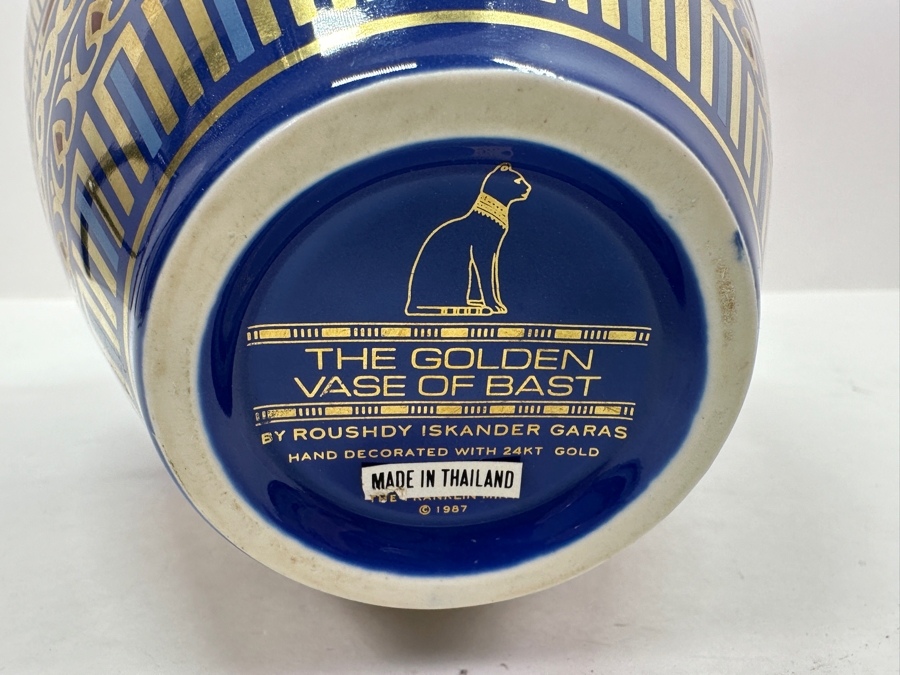 THE GOLDEN
VASE OF BAST
BY ROUSHDY ISKANDER GARAS
HAND DECORATED WITH 24KT GOLD
MADE IN THAILAND
© 1987